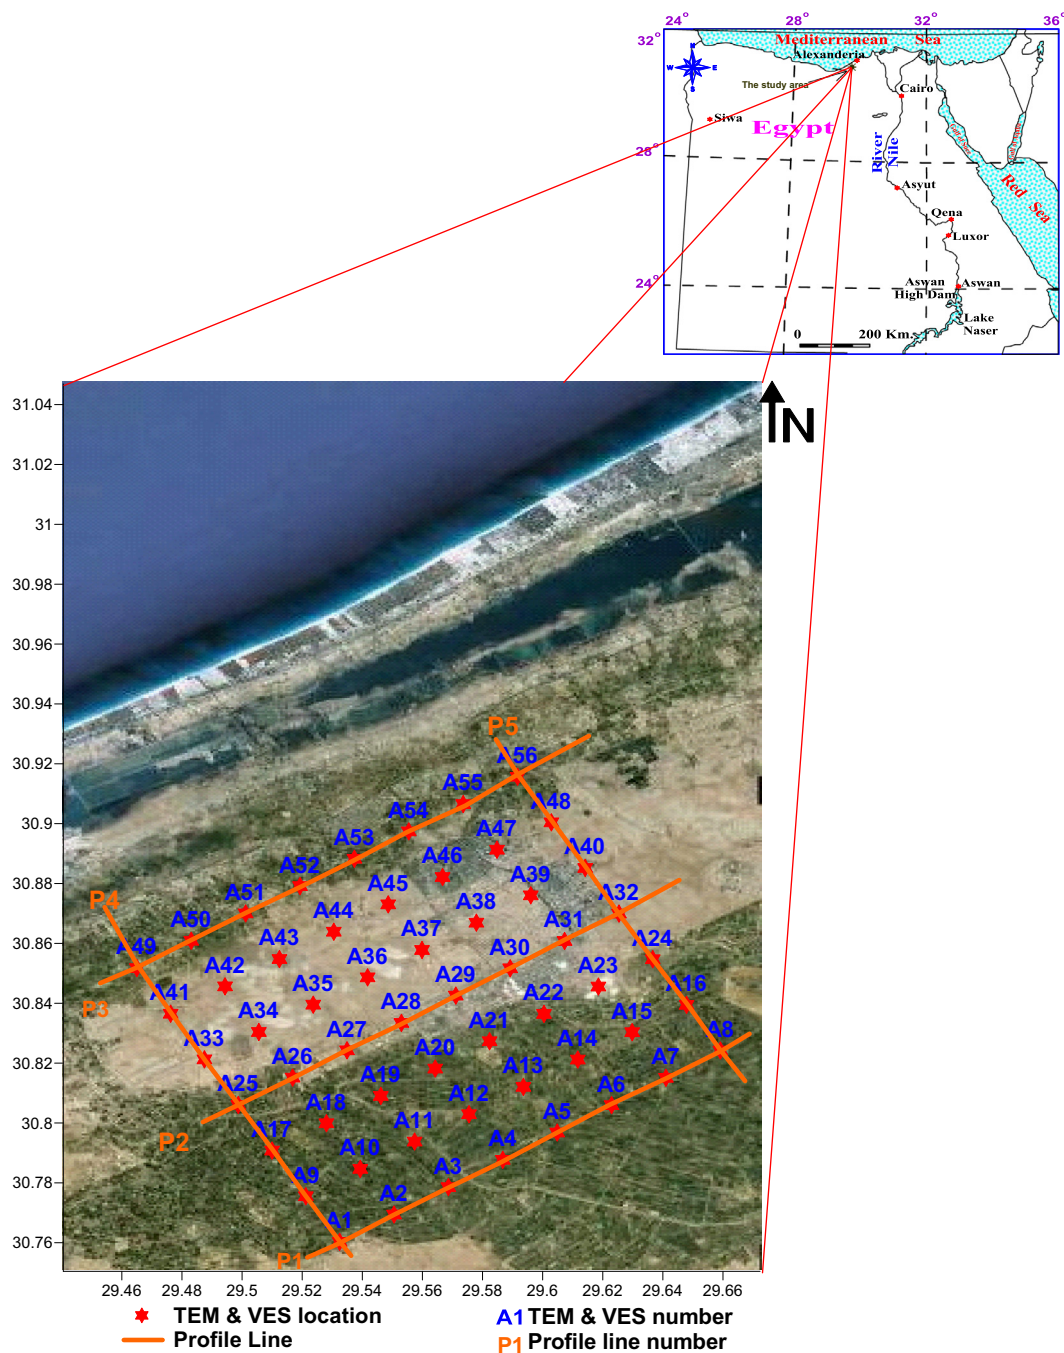 24° 28° 32° 36°
32°
Mediterranean Sea
Alexanderia
N
W E
S
The study area
Cairo
Siwa
Egypt
River Nile
28°
Asyut
Red Sea
Qena
Luxor
24°
Aswan
High Dam
Aswan
Lake
Naser
0 200 Km.
N
31.04
31.02
31
30.98
30.96
30.94
30.92
30.9
30.88
30.86
30.84
30.82
30.8
30.78
30.76
P5
A56
A55
A54
A48
A53
A47
A52
A46
A40
P4
A51
A45
A39
A32
A50
A44
A38
A31
A49
A43
A37
A30
A24
A42
A36
A29
A23
A16
P3
A41
A35
A28
A22
A15
A8
A34
A27
A21
A14
A7
A33
A26
A20
A13
A6
A25
A19
A12
A5
P2
A18
A11
A4
A17
A10
A3
A9
A2
A1
P1
29.46 29.48 29.5 29.52 29.54 29.56 29.58 29.6 29.62 29.64 29.66
TEM & VES location
Profile Line
A1 TEM & VES number
P1 Profile line number